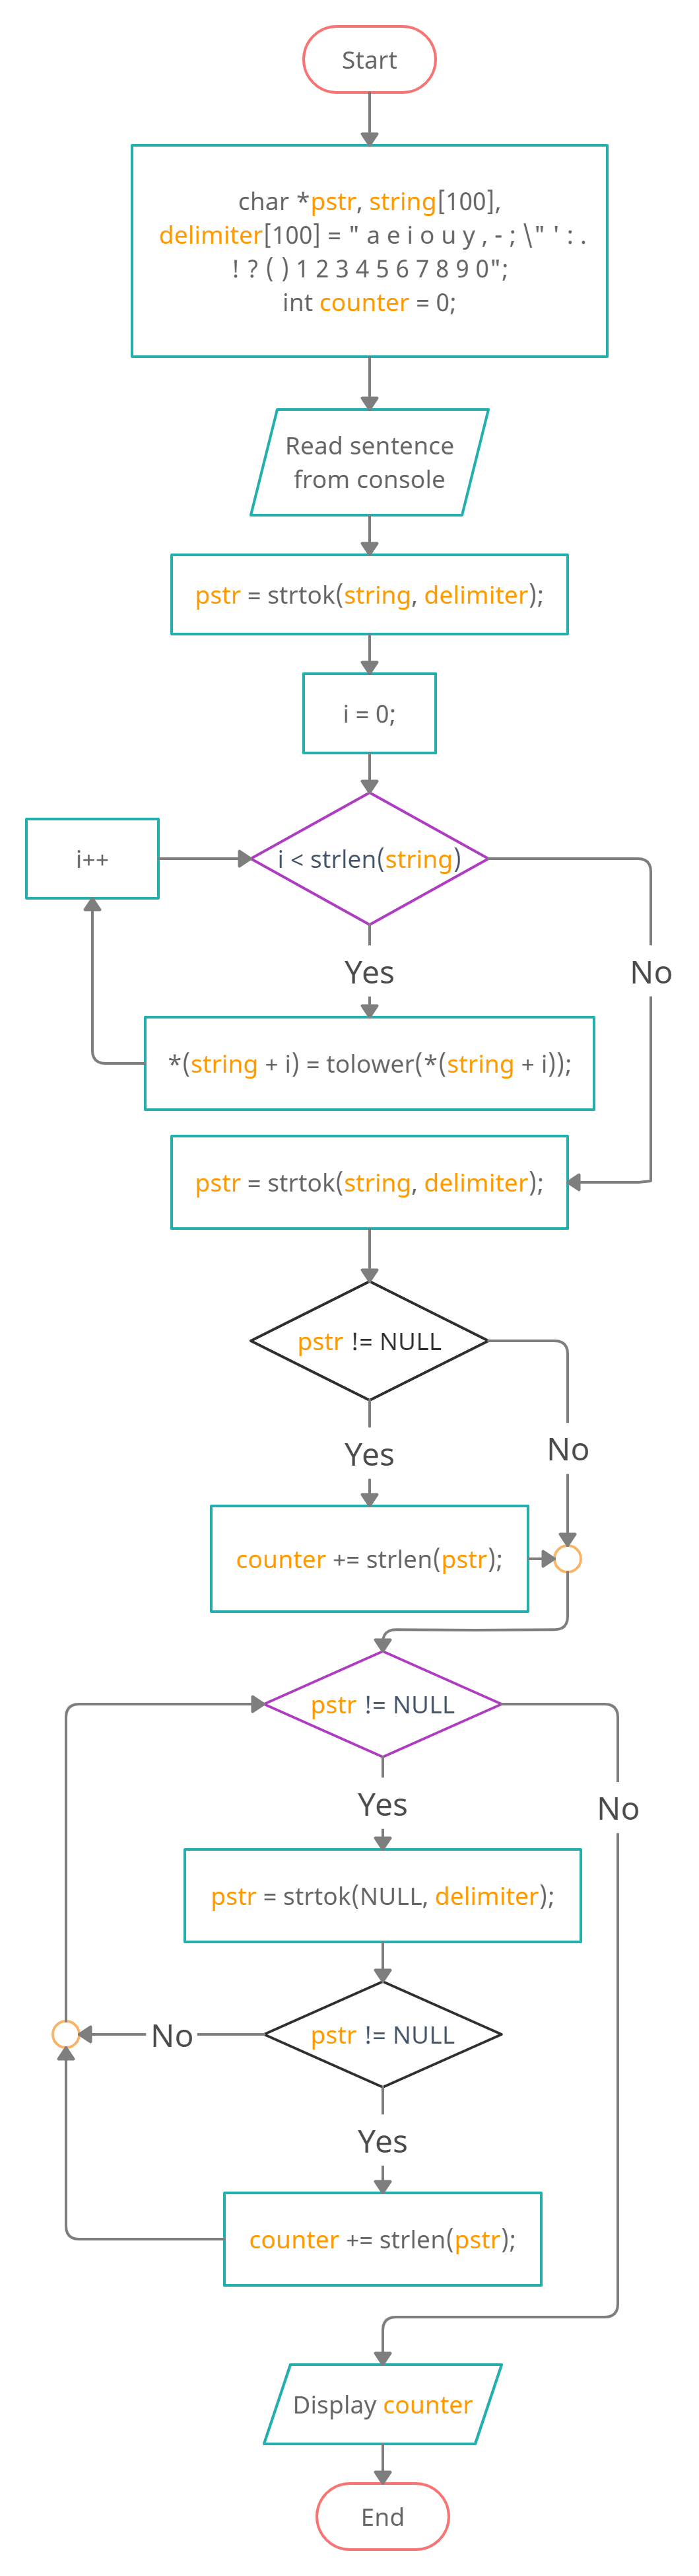 Start
char *pstr, string[100],
delimiter[100] = " a e i o u y , - ; \" ' : .
! ? ( ) 1 2 3 4 5 6 7 8 9 0";
int counter = 0;
Read sentence
from console
pstr = strtok(string, delimiter);
i = 0;
i++
i < strlen(string)
Yes
No
*(string + i) = tolower(*(string + i));
pstr = strtok(string, delimiter);
pstr != NULL
Yes
No
counter += strlen(pstr);
pstr != NULL
Yes
No
pstr = strtok(NULL, delimiter);
pstr != NULL
No
Yes
counter += strlen(pstr);
Display counter
End